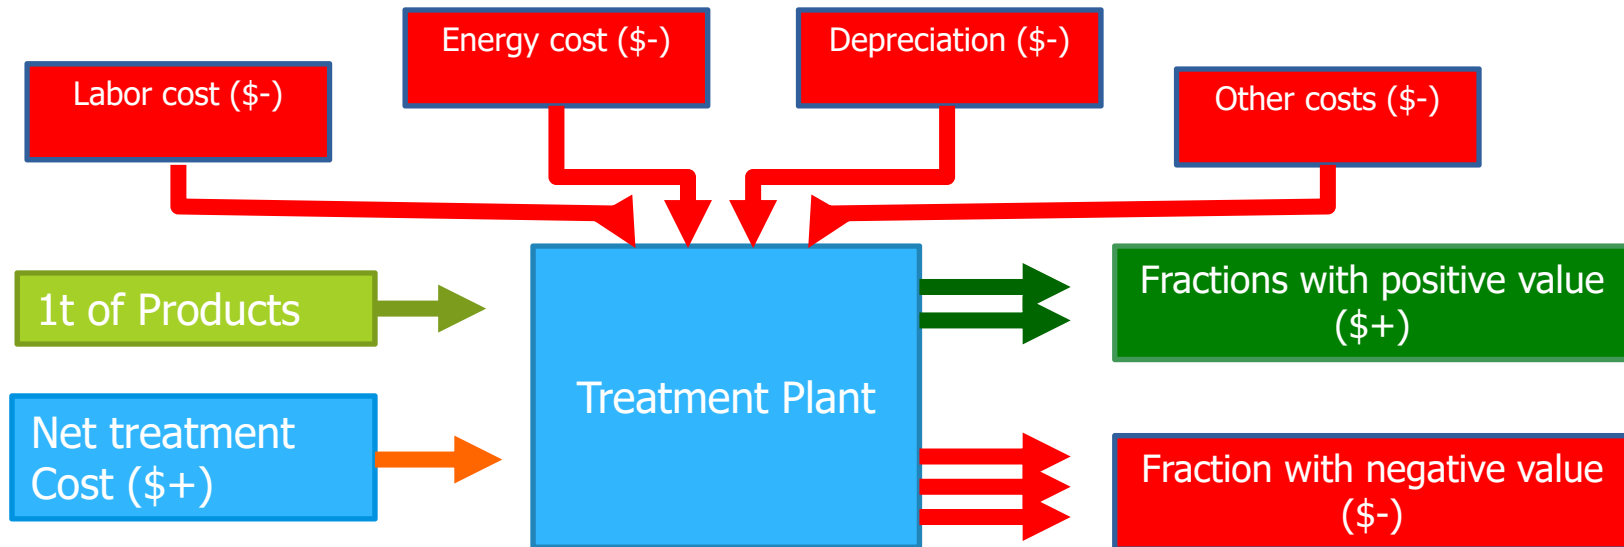 Labor cost ($-)
Energy cost ($-)
Depreciation ($-)
Other costs ($-)
1t of Products
Net treatment
Cost ($+)
Treatment Plant
Fractions with positive value
($+)
Fraction with negative value
($-)